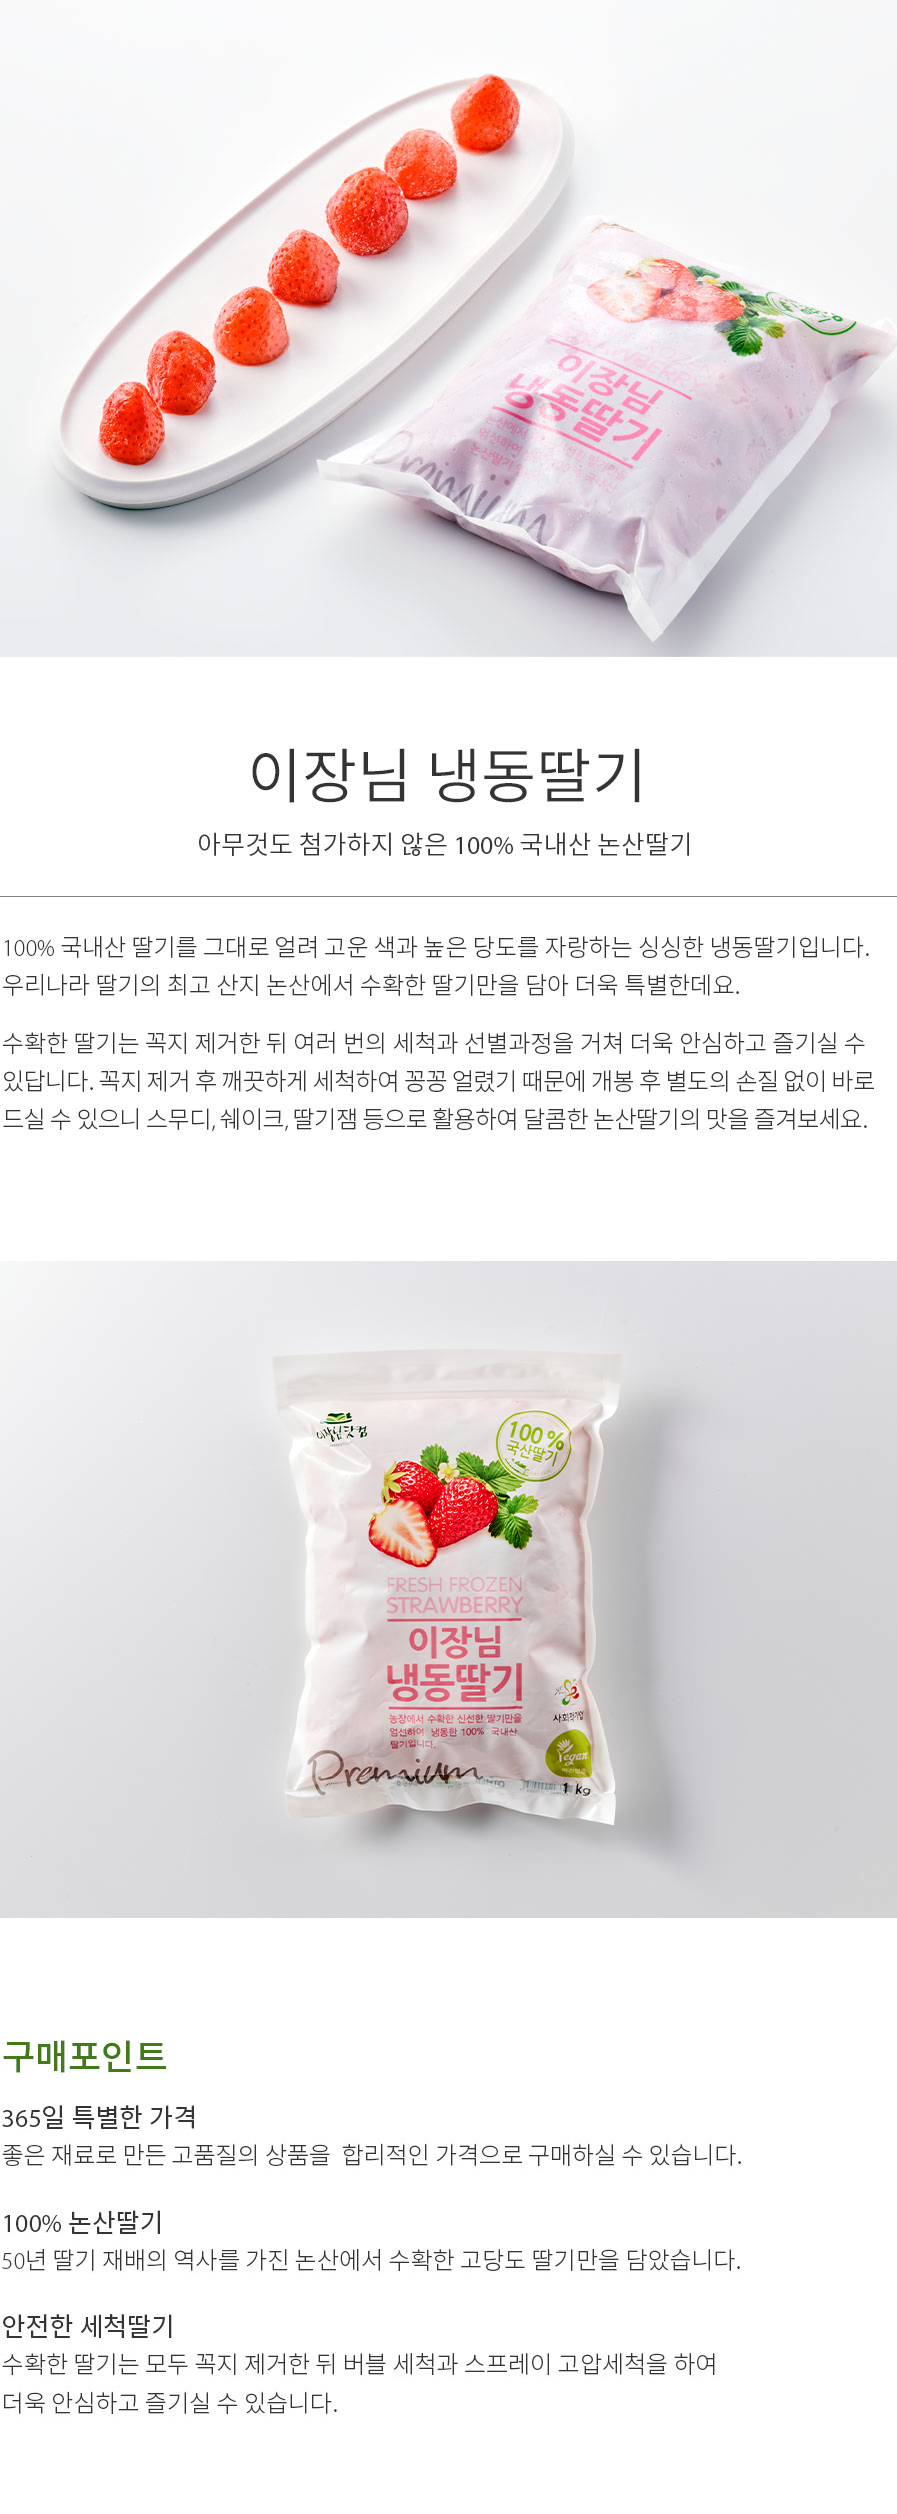 이장님
냉동딸기
Premium
이장님 냉동딸기
아무것도 첨가하지 않은 100% 국내산 논산딸기
100% 국내산 딸기를 그대로 얼려 고운 색과 높은 당도를 자랑하는 싱싱한 냉동딸기입니다.
우리나라 딸기의 최고 산지 논산에서 수확한 딸기만을 담아 더욱 특별한데요.
수확한 딸기는 꼭지 제거한 뒤 여러 번의 세척과 선별과정을 거쳐 더욱 안심하고 즐기실 수
있답니다. 꼭지 제거 후 깨끗하게 세척하여 꽁꽁 얼렸기 때문에 개봉 후 별도의 손질 없이 바로
드실 수 있으니 스무디, 쉐이크, 딸기잼 등으로 활용하여 달콤한 논산딸기의 맛을 즐겨보세요.
100%
국산딸기
FRESH FROZEN
STRAWBERRY
이장님
냉동딸기
농장에서 수확한 신선한 딸기만을
엄선하여 냉동한 100% 국내산
딸기입니다.
사회적기업
Vegan
Premium
1 kg
구매포인트
365일 특별한 가격
좋은 재료로 만든 고품질의 상품을 합리적인 가격으로 구매하실 수 있습니다.
100% 논산딸기
50년 딸기 재배의 역사를 가진 논산에서 수확한 고당도 딸기만을 담았습니다.
안전한 세척딸기
수확한 딸기는 모두 꼭지 제거한 뒤 버블 세척과 스프레이 고압세척을 하여
더욱 안심하고 즐기실 수 있습니다.